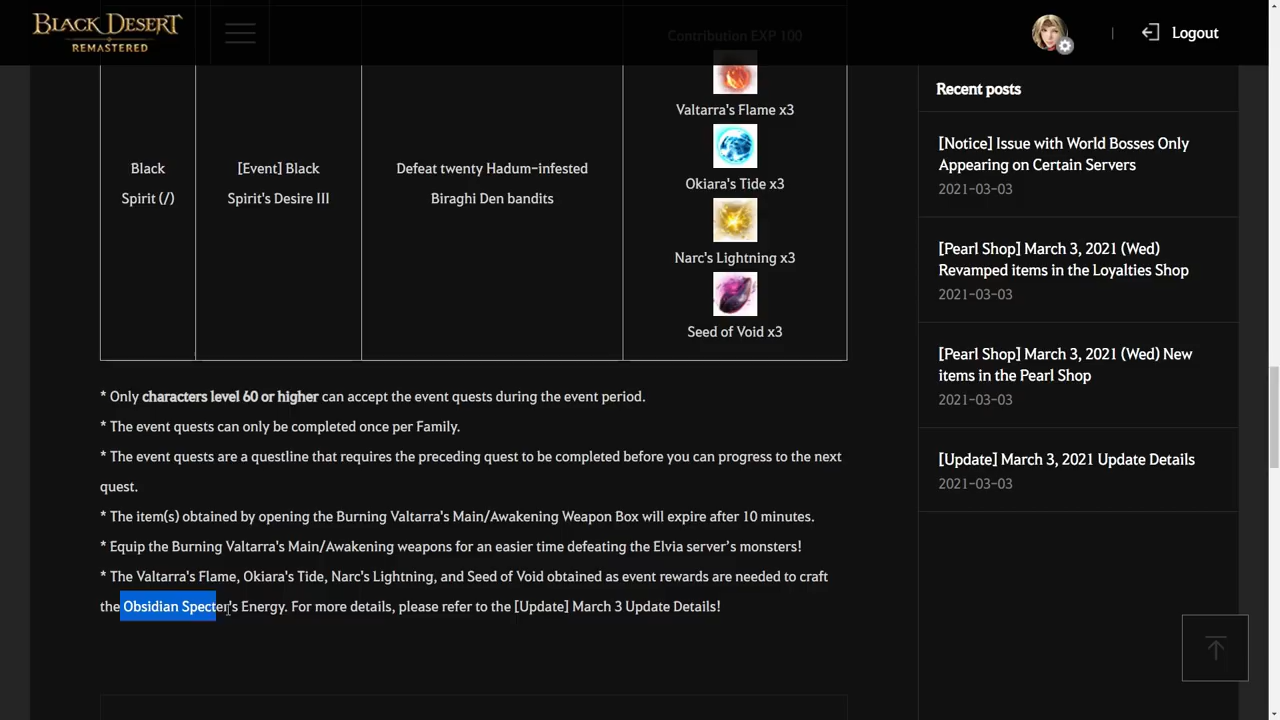 BLACK DESERT
REMASTERED
Logout
Contribution EXP 100
Valtarra's Flame x3
Okiara's Tide x3
Narc's Lightning x3
Seed of Void x3
Black
Spirit (/)
[Event] Black
Spirit's Desire III
Defeat twenty Hadum-infested
Biraghi Den bandits
* Only characters level 60 or higher can accept the event quests during the event period.
* The event quests can only be completed once per Family.
* The event quests are a questline that requires the preceding quest to be completed before you can progress to the next
quest.
* The item(s) obtained by opening the Burning Valtarra's Main/Awakening Weapon Box will expire after 10 minutes.
* Equip the Burning Valtarra's Main/Awakening weapons for an easier time defeating the Elvia server's monsters!
* The Valtarra's Flame, Okiara's Tide, Narc's Lightning, and Seed of Void obtained as event rewards are needed to craft
the Obsidian Specter's Energy. For more details, please refer to the [Update] March 3 Update Details!
Recent posts
[Notice] Issue with World Bosses Only
Appearing on Certain Servers
2021-03-03
[Pearl Shop] March 3, 2021 (Wed)
Revamped items in the Loyalties Shop
2021-03-03
[Pearl Shop] March 3, 2021 (Wed) New
items in the Pearl Shop
2021-03-03
[Update] March 3, 2021 Update Details
2021-03-03